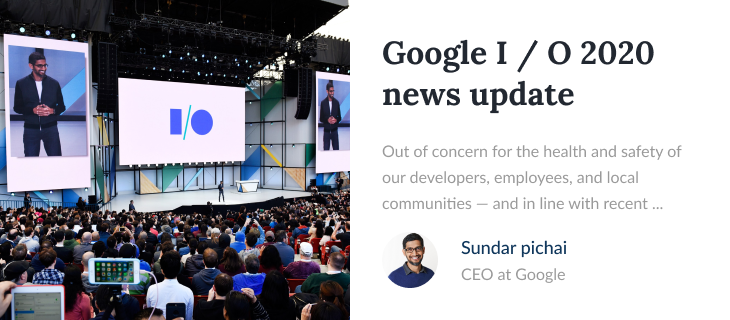 I/O
Google I / O 2020
news update
Out of concern for the health and safety of
our developers, employees, and local
communities — and in line with recent ...
Sundar pichai
CEO at Google